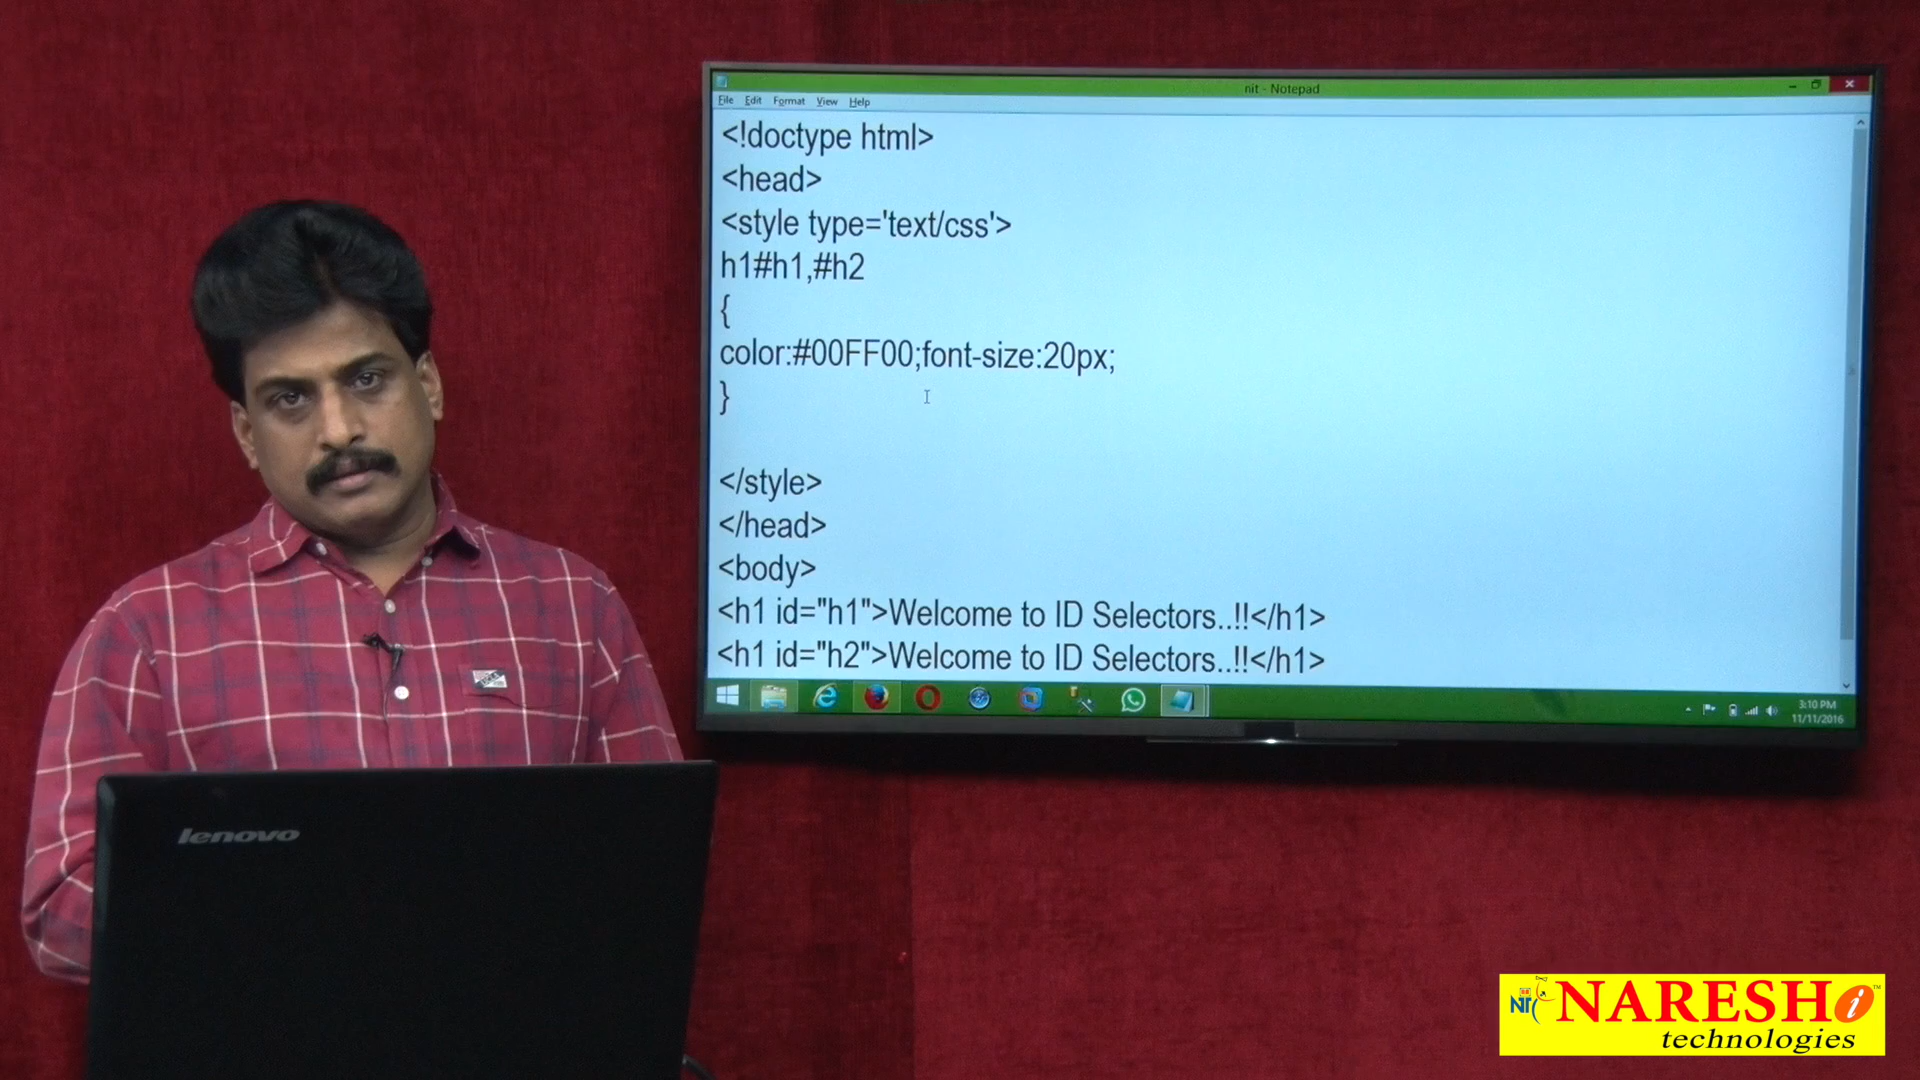 nit - Notepad
File Edit Format View Help
<!doctype html>
<head>
<style type='text/css'>
h1#h1,#h2
{
color:#00FF00;font-size:20px;
}
</style>
</head>
<body>
<h1 id="h1">Welcome to ID Selectors..!!</h1>
<h1 id="h2">Welcome to ID Selectors..!!</h1>
3:10 PM
11/11/2016
lenovo
NARESH i ™
technologies